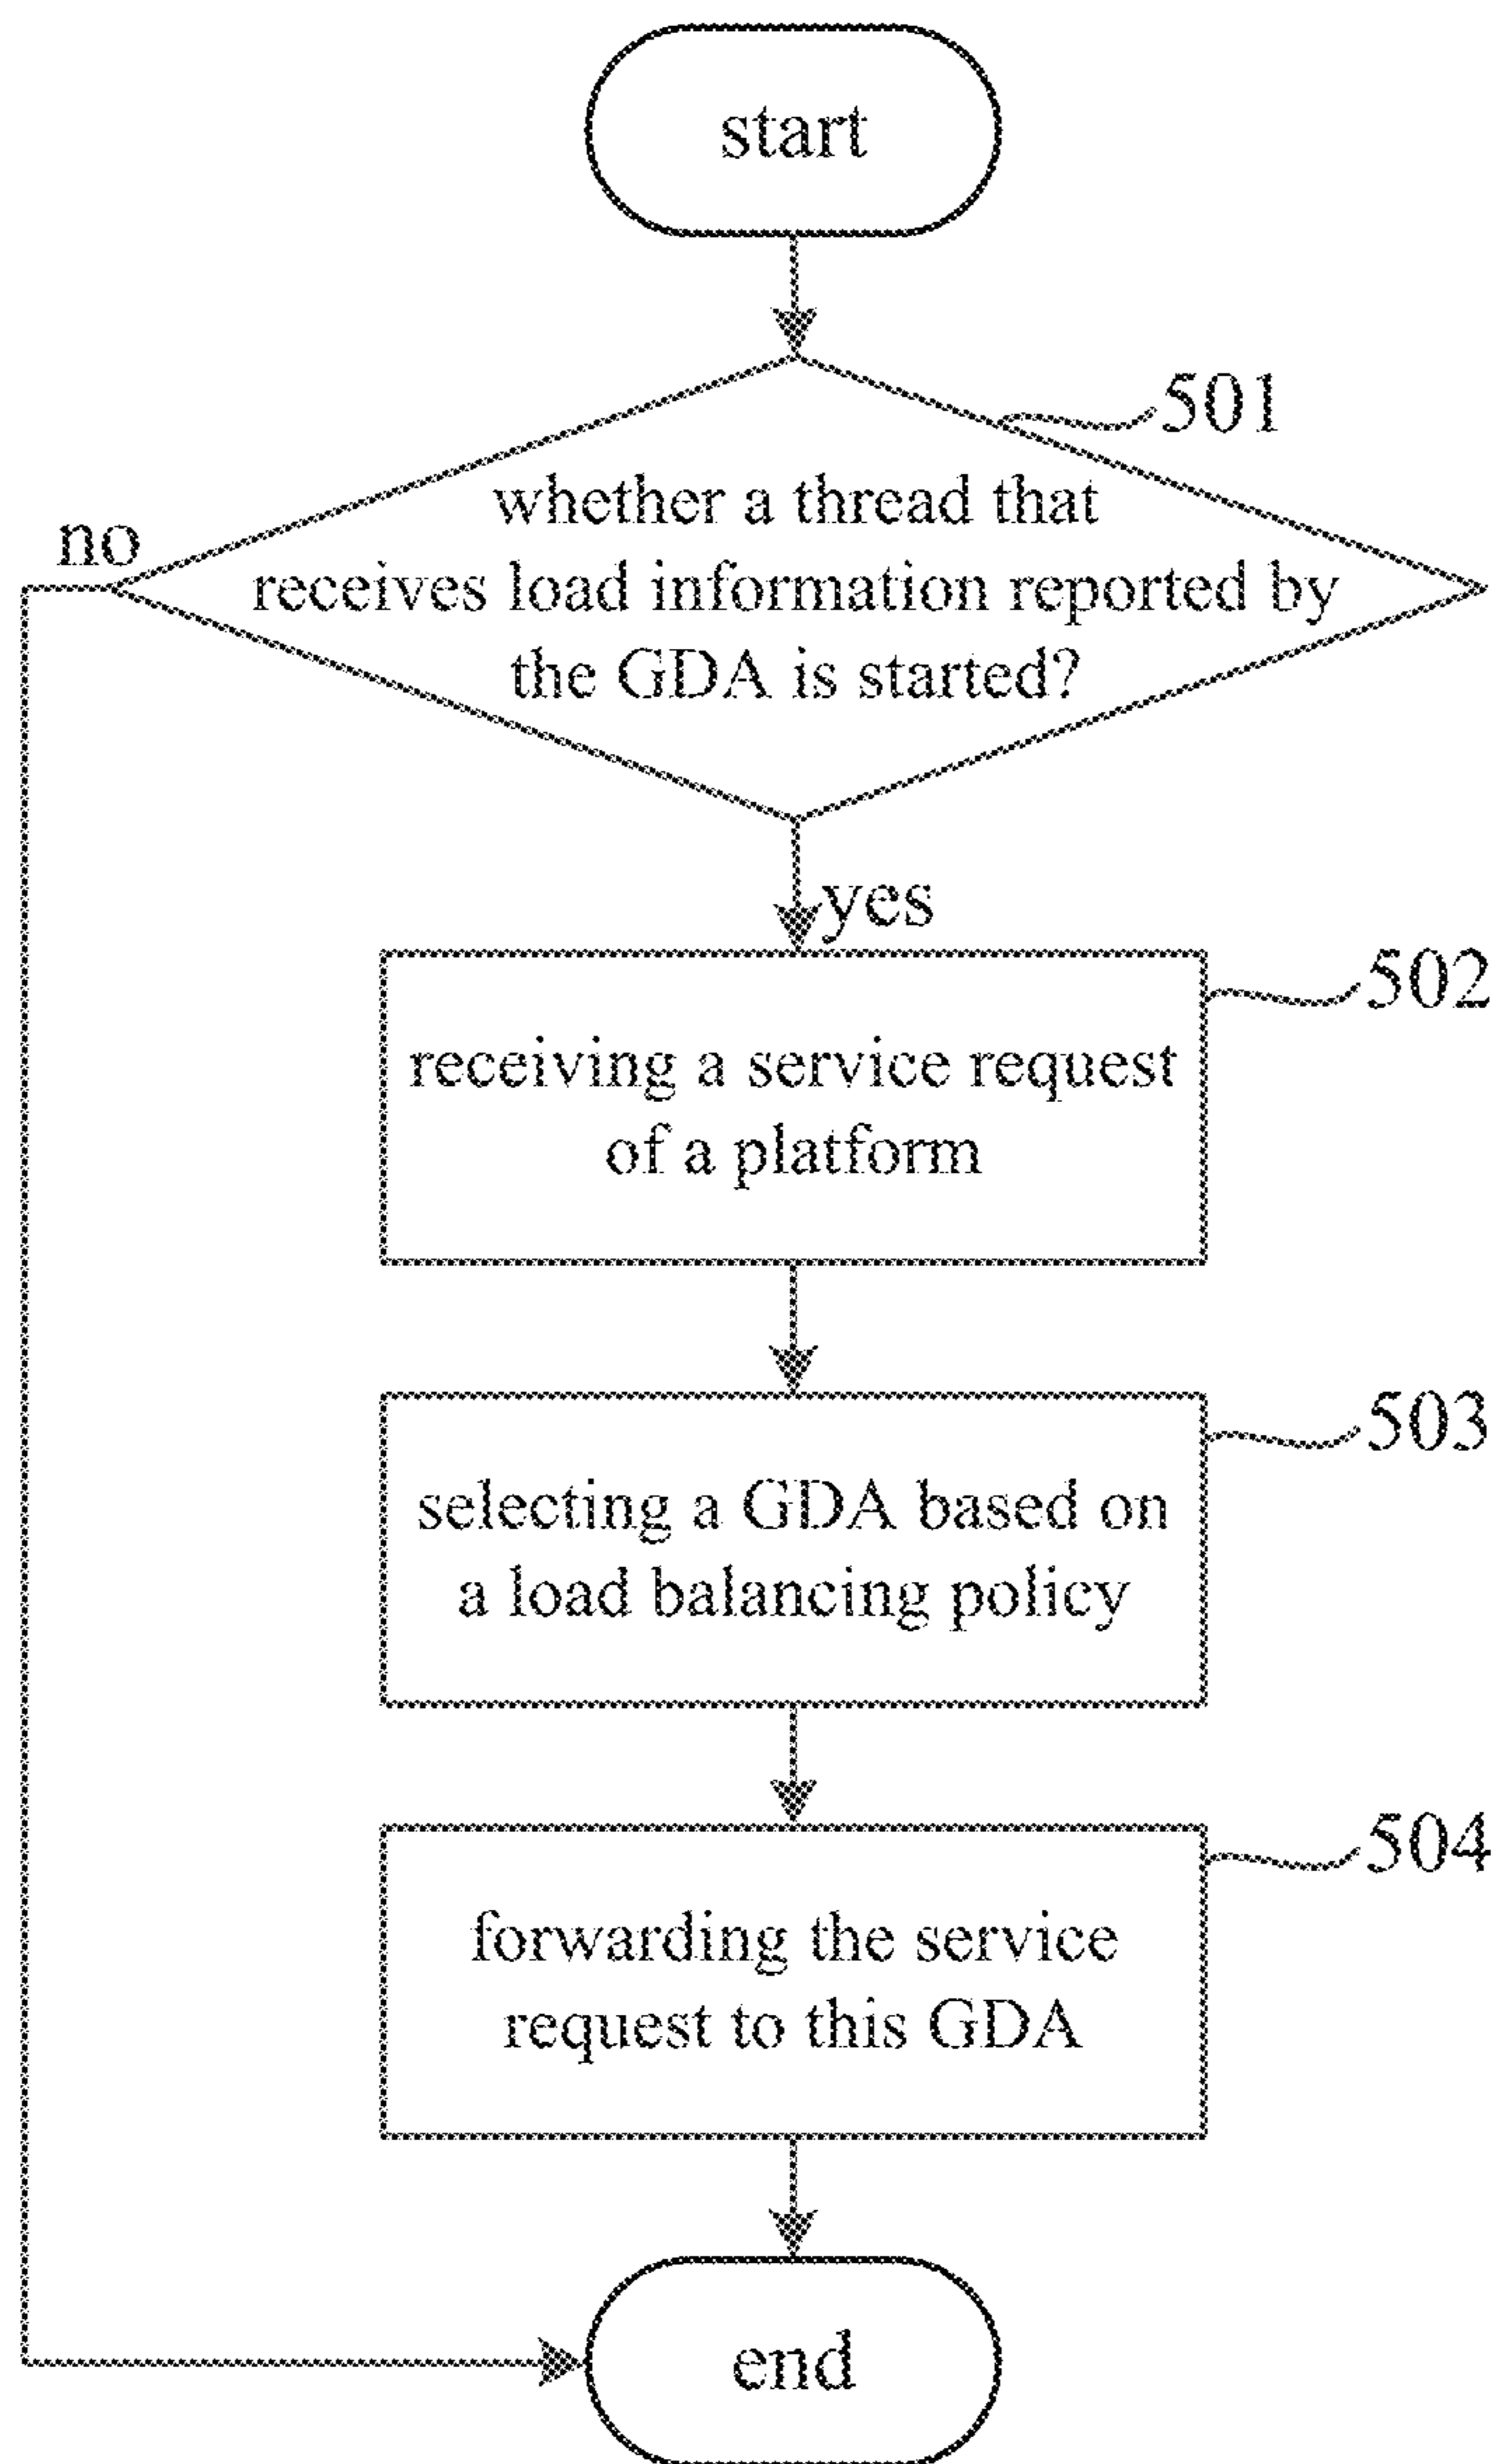 start
501
whether a thread that
no
receives load information reported by
the GDA is started?
yes
502
receiving a service request
of a platform
503
selecting a GDA based on
a load balancing policy
504
forwarding the service
request to this GDA
end